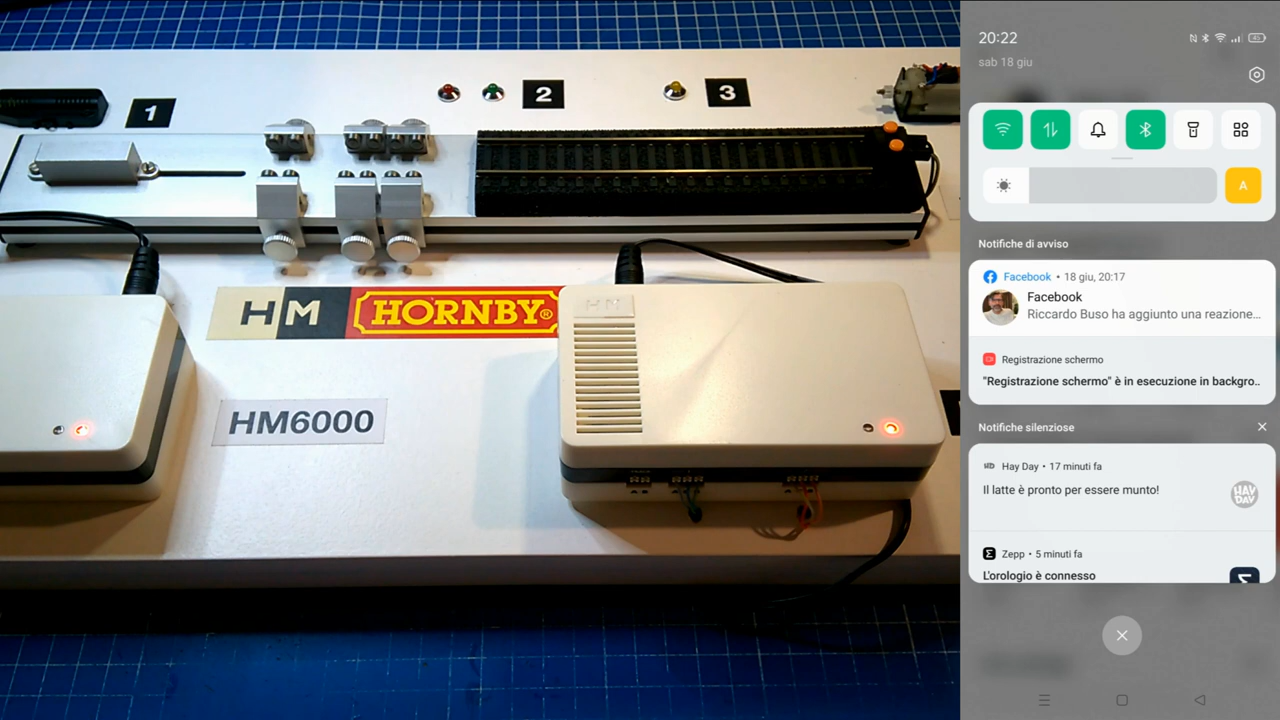 1
2
3
HM HORNBY®
HM
HM6000
20:22
45
sab 18 giu
A
Notifiche di avviso
Facebook • 18 giu, 20:17
Facebook
Riccardo Buso ha aggiunto una reazione...
Registrazione schermo
"Registrazione schermo" è in esecuzione in backgro..
Notifiche silenziose
HD Hay Day • 17 minuti fa
Il latte è pronto per essere munto!
HAY DAY
Zepp • 5 minuti fa
L'orologio è connesso